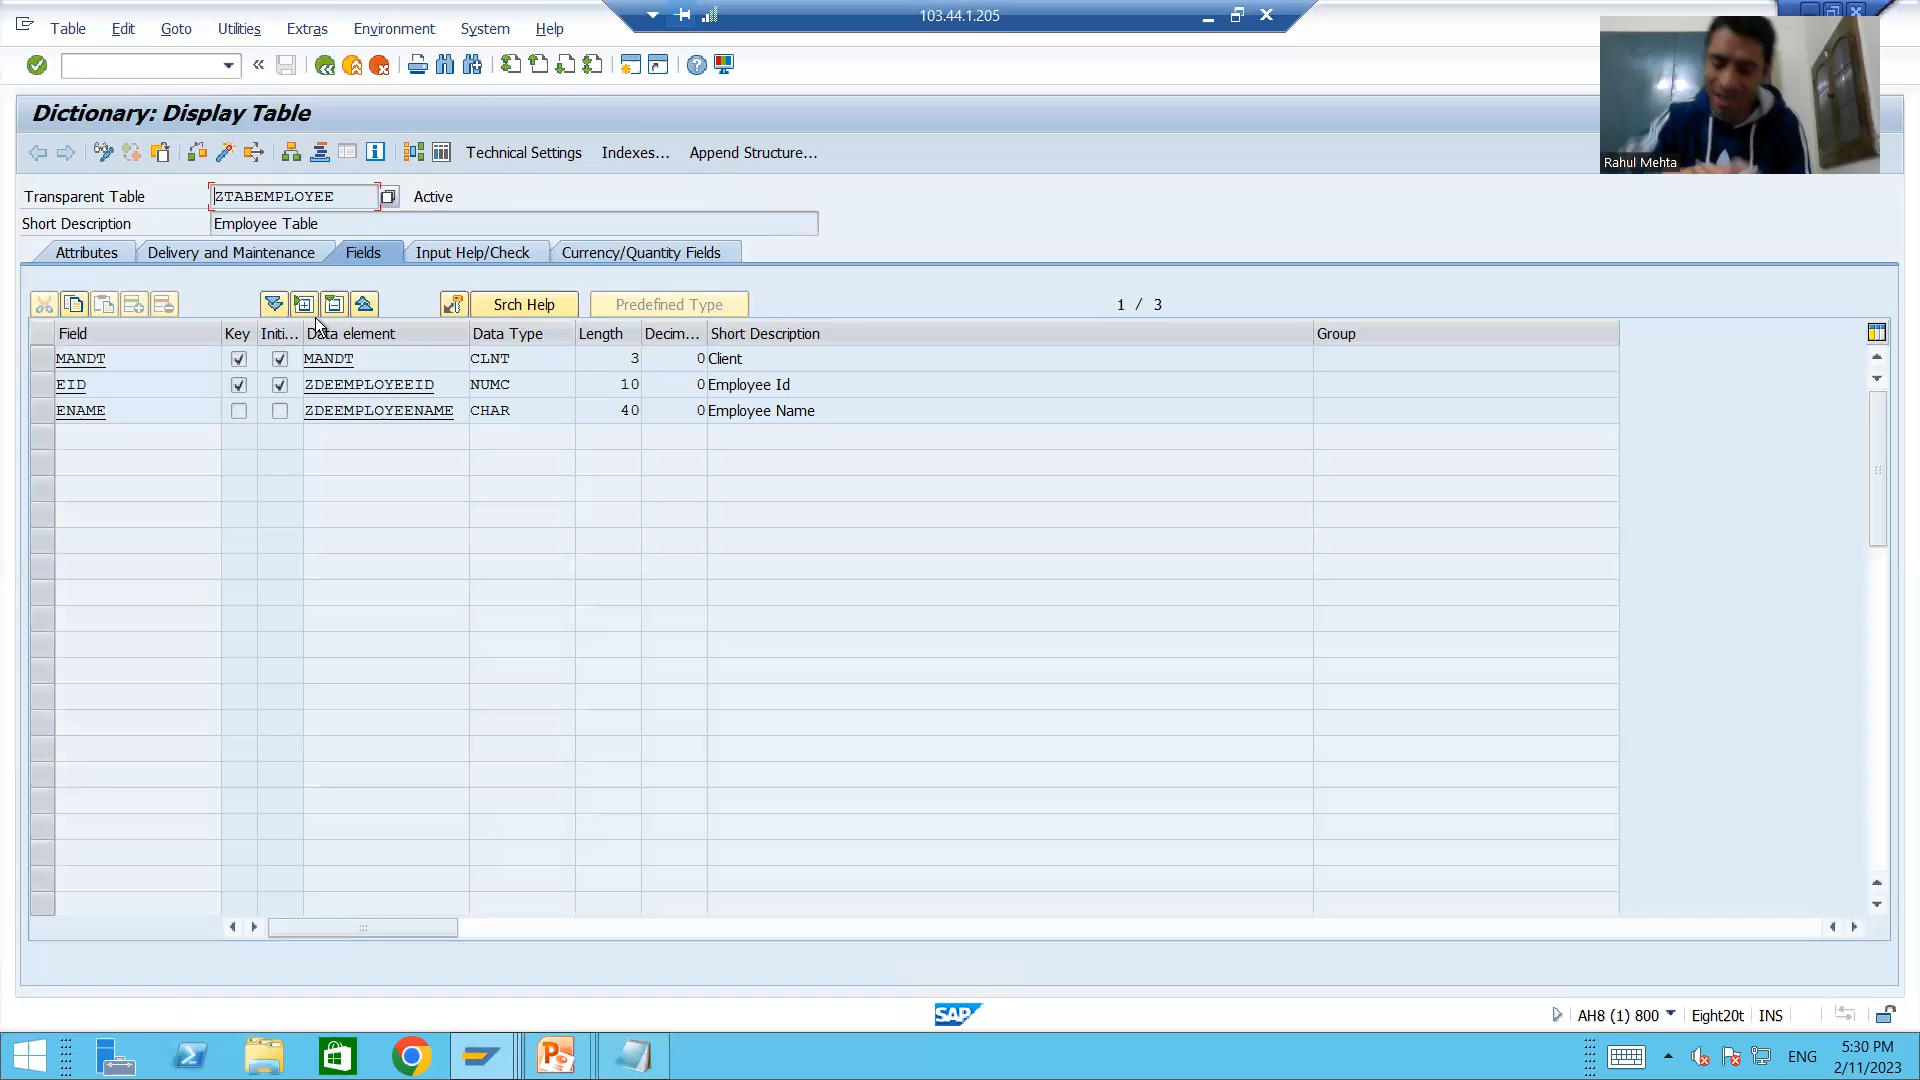 103.44.1.205
Table Edit Goto Utilities Extras Environment System Help
Dictionary: Display Table
Technical Settings Indexes... Append Structure...
Rahul Mehta
Transparent Table ZTABEMPLOYEE Active
Short Description Employee Table
Attributes Delivery and Maintenance Fields Input Help/Check Currency/Quantity Fields
Srch Help Predefined Type 1 / 3
Field Key Initi... Data element Data Type Length Decim... Short Description Group
MANDT MANDT CLNT 3 0 Client
EID ZDEEMPLOYEEID NUMC 10 0 Employee Id
ENAME ZDEEMPLOYEENAME CHAR 40 0 Employee Name
SAP AH8 (1) 800 Eight20t INS
ENG 5:30 PM
2/11/2023